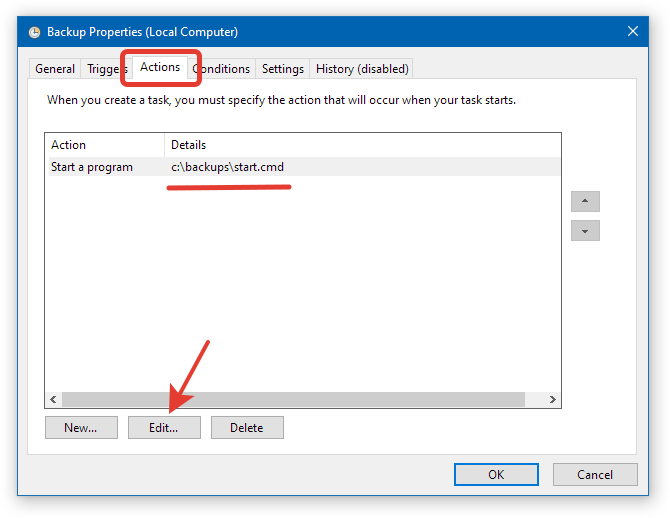 Backup Properties (Local Computer)
General Triggers Actions Conditions Settings History (disabled)
When you create a task, you must specify the action that will occur when your task starts.
Action Details
Start a program c:\backups\start.cmd
New... Edit... Delete
OK Cancel